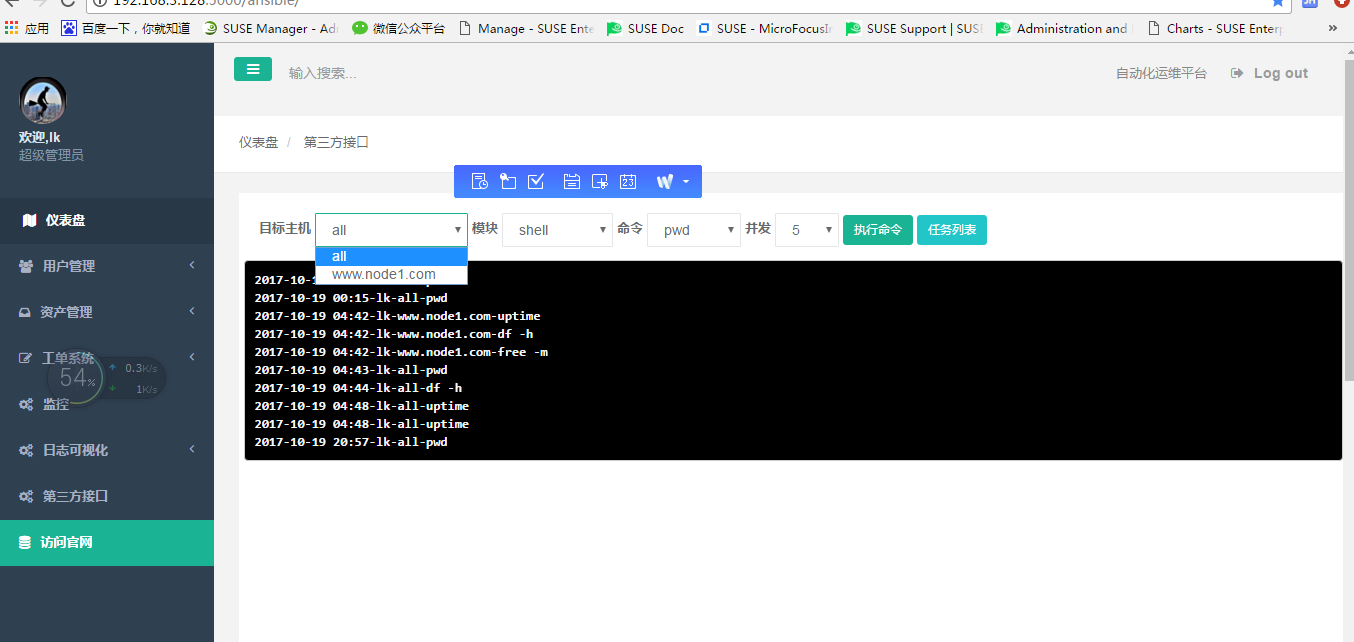 192.168.3.128:5000/ansible/
应用 百度一下，你就知道 SUSE Manager - Ad 微信公众平台 Manage - SUSE Ente SUSE Doc SUSE - MicroFocusIn SUSE Support | SUS Administration and Charts - SUSE Enterp »
输入搜索... 自动化运维平台 Log out
欢迎,lk
超级管理员
仪表盘 / 第三方接口
23 W
仪表盘
用户管理
资产管理
工单系统
监控
日志可视化
第三方接口
访问官网
54% 0.3K/s
1K/s
目标主机 all 模块 shell 命令 pwd 并发 5 执行命令 任务列表
all
www.node1.com
2017-10-1
2017-10-19 00:15-lk-all-pwd
2017-10-19 04:42-lk-www.node1.com-uptime
2017-10-19 04:42-lk-www.node1.com-df -h
2017-10-19 04:42-lk-www.node1.com-free -m
2017-10-19 04:43-lk-all-pwd
2017-10-19 04:44-lk-all-df -h
2017-10-19 04:48-lk-all-uptime
2017-10-19 04:48-lk-all-uptime
2017-10-19 20:57-lk-all-pwd